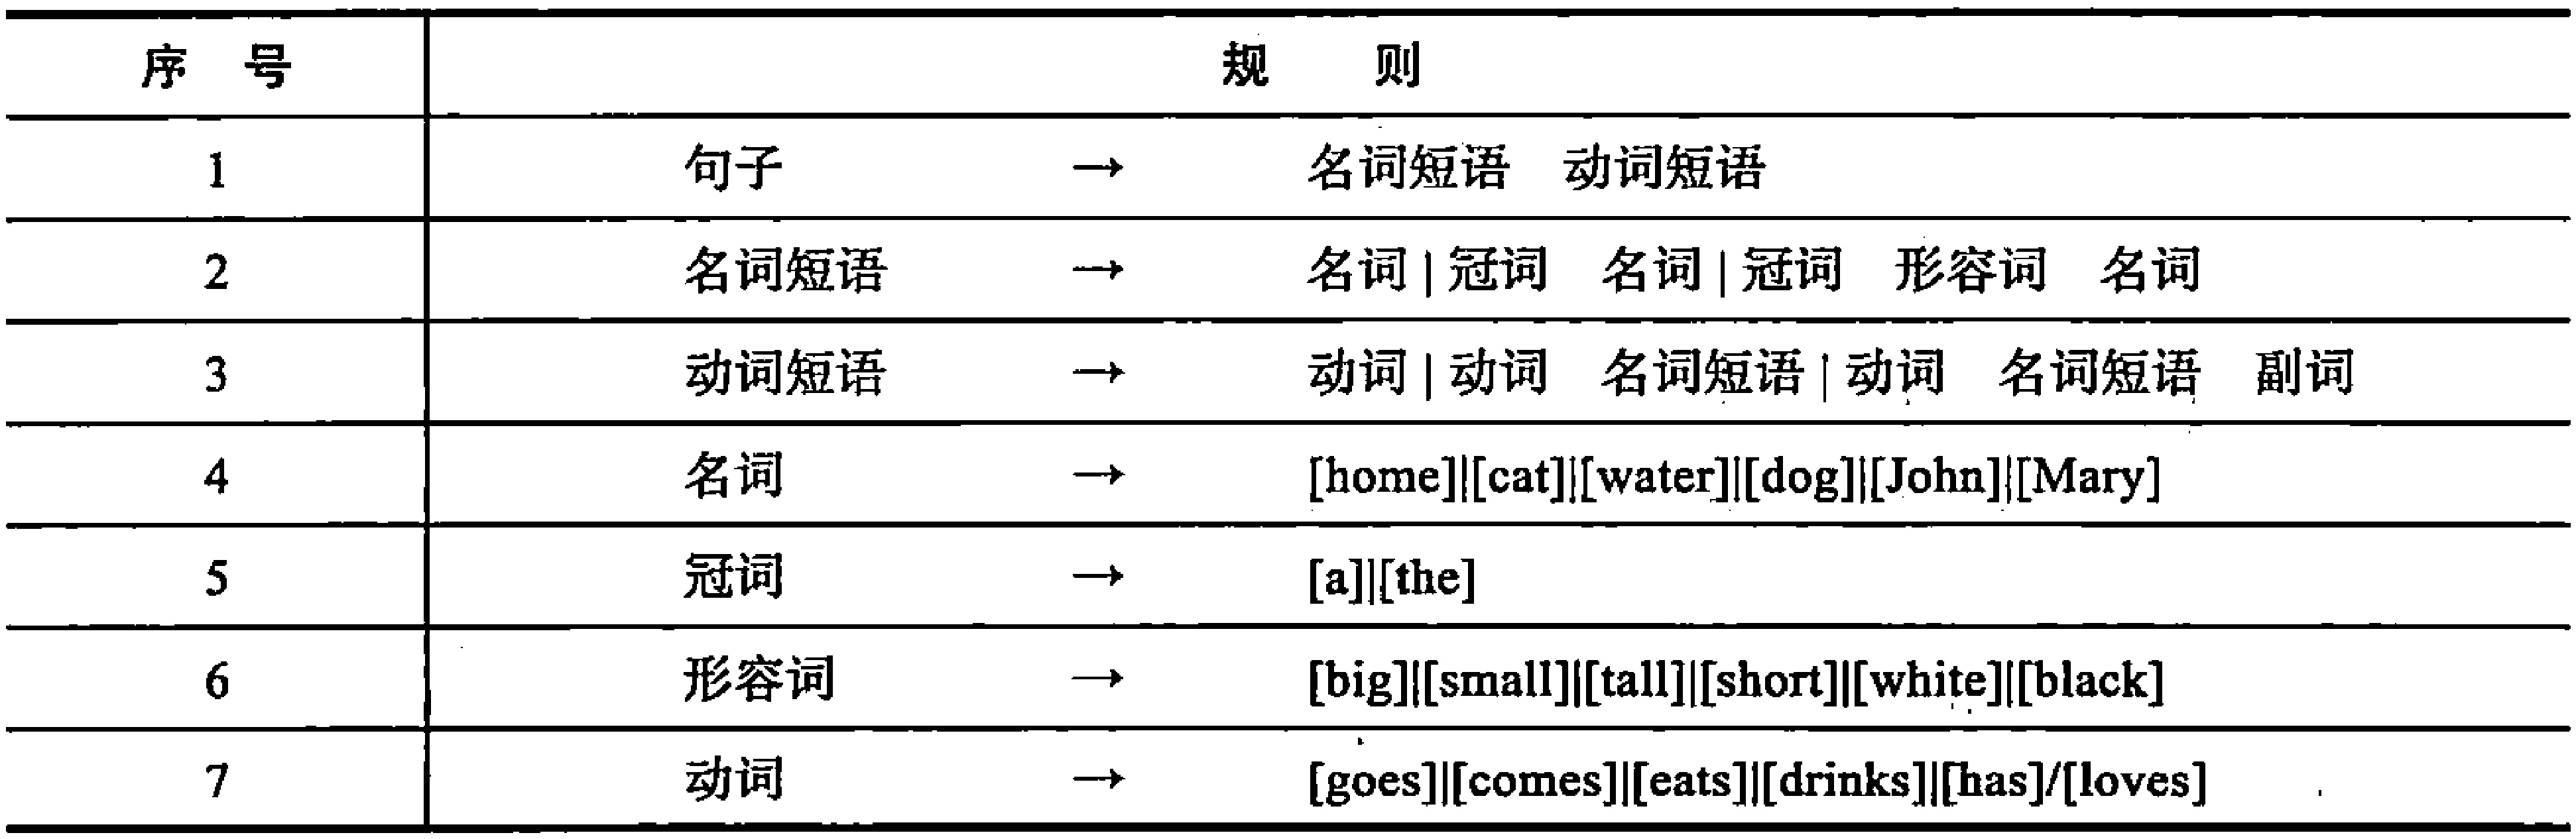 序 号 规 则
1 句子 → 名词短语 动词短语
2 名词短语 → 名词|冠词 名词|冠词 形容词 名词
3 动词短语 → 动词|动词 名词短语|动词 名词短语 副词
4 名词 → [home]|[cat]|[water]|[dog]|[John]|[Mary]
5 冠词 → [a]|[the]
6 形容词 → [big]|[small]|[tall]|[short]|[white]|[black]
7 动词 → [goes]|[comes]|[eats]|[drinks]|[has]/[loves]